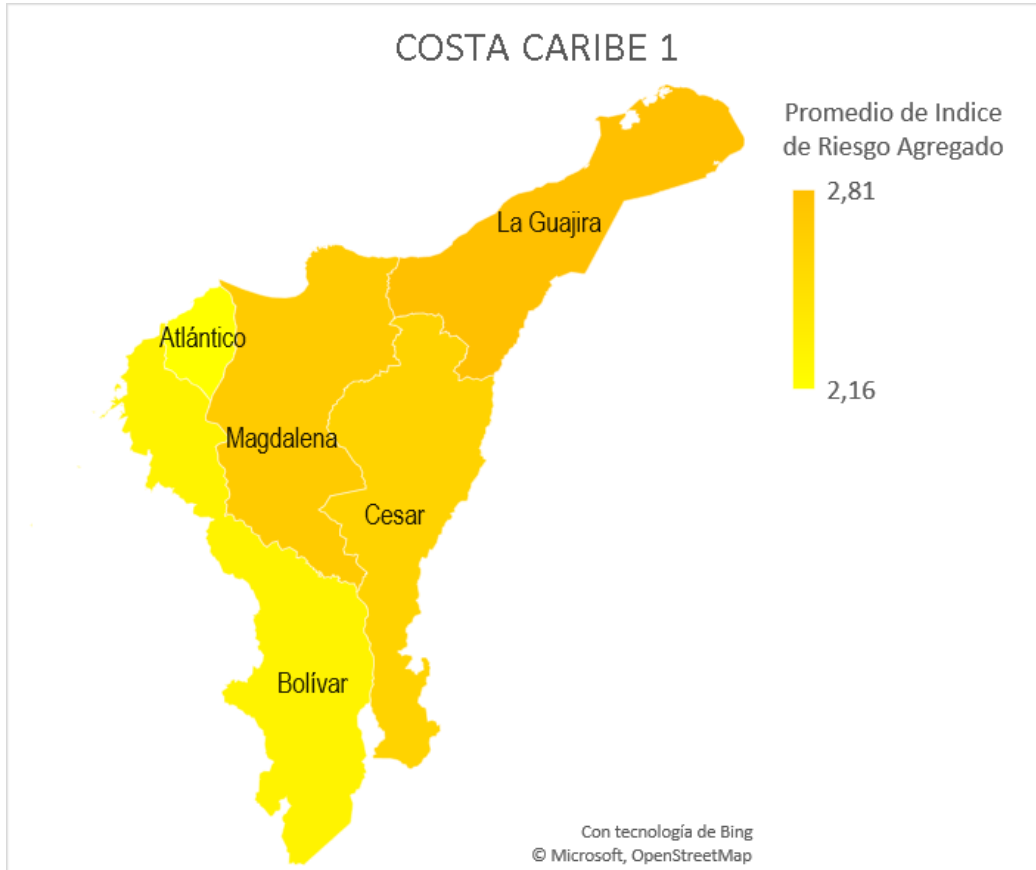 COSTA CARIBE 1
Promedio de Indice
de Riesgo Agregado
2,81
2,16
La Guajira
Atlántico
Magdalena
Cesar
Bolívar
Con tecnología de Bing
© Microsoft, OpenStreetMap